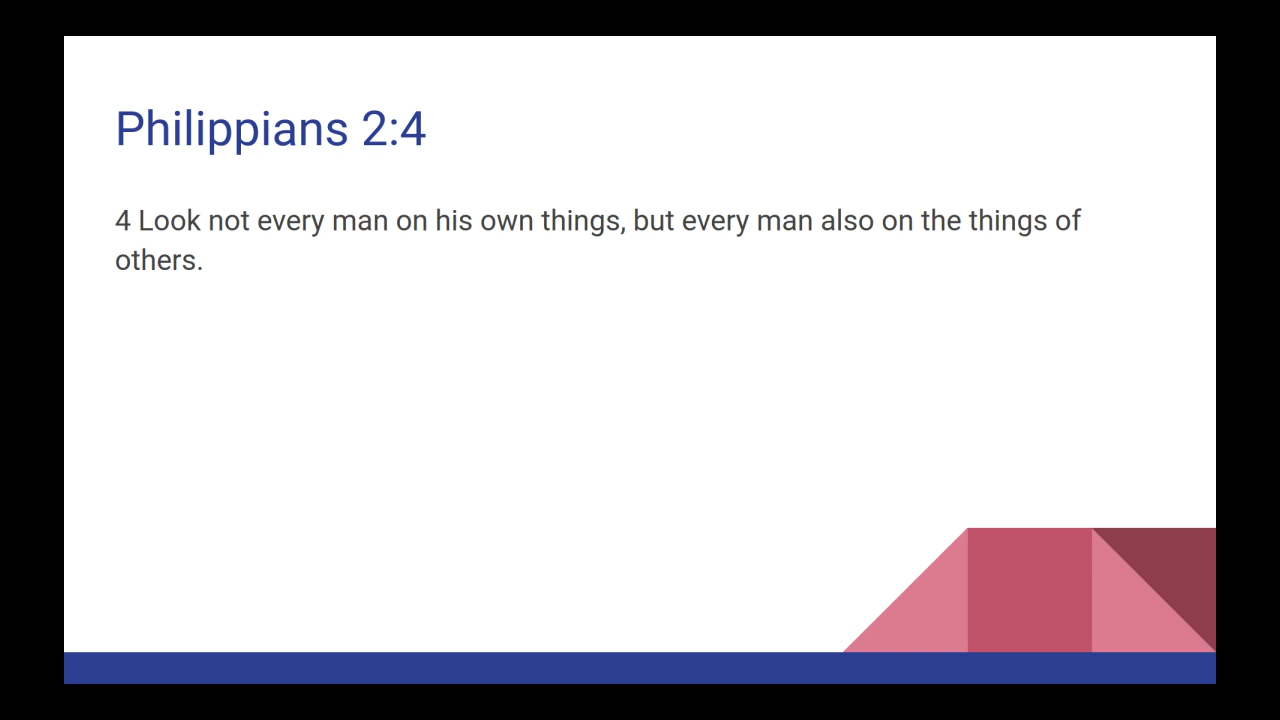 Philippians 2:4
4 Look not every man on his own things, but every man also on the things of
others.